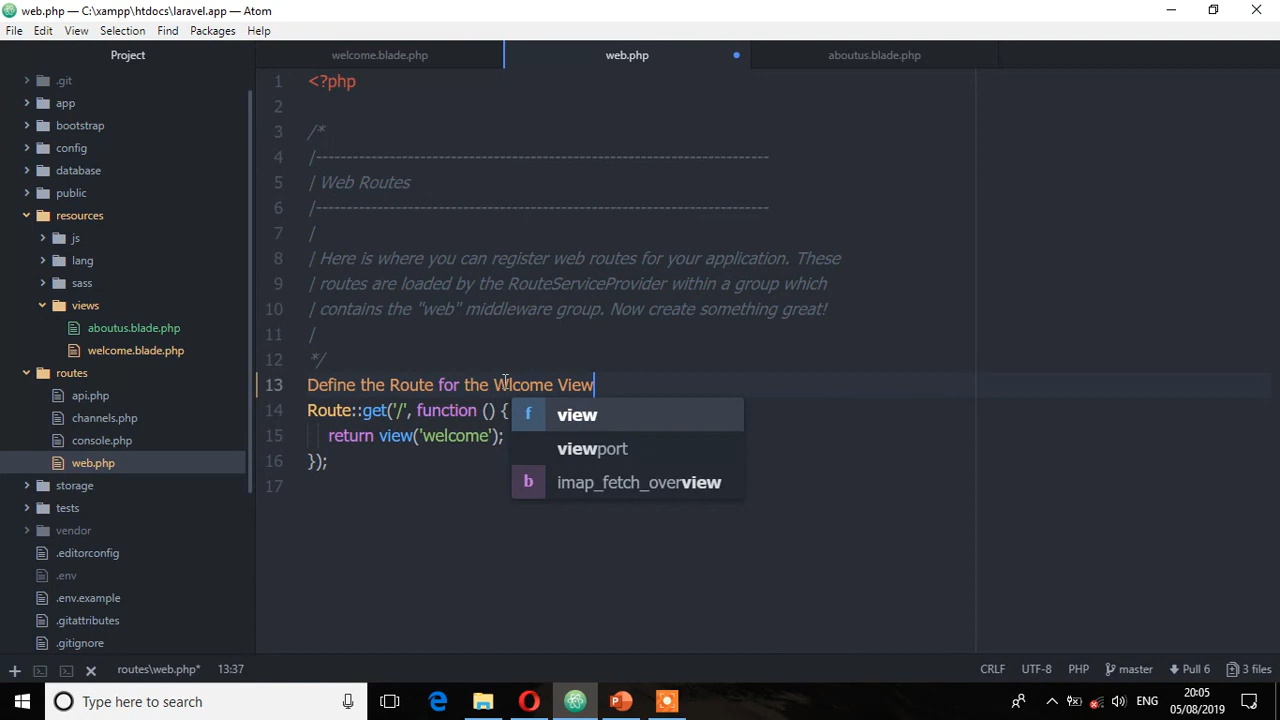 web.php — C:\xampp\htdocs\laravel.app — Atom
File Edit View Selection Find Packages Help
Project
welcome.blade.php
web.php
aboutus.blade.php
.git
app
bootstrap
config
database
public
resources
js
lang
sass
views
aboutus.blade.php
welcome.blade.php
routes
api.php
channels.php
console.php
web.php
storage
tests
vendor
.editorconfig
.env
.env.example
.gitattributes
.gitignore
1 <?php
2
3 /*
4 |--------------------------------------------------------------------------
5 | Web Routes
6 |--------------------------------------------------------------------------
7 |
8 | Here is where you can register web routes for your application. These
9 | routes are loaded by the RouteServiceProvider within a group which
10 | contains the "web" middleware group. Now create something great!
11 |
12 */
13 Define the Route for the Wlcome View
14 Route::get('/', function () {
15 return view('welcome');
16 });
17
f view
viewport
b imap_fetch_overview
routes\web.php* 13:37
CRLF UTF-8 PHP master Pull 6 3 files
Type here to search
ENG
20:05
05/08/2019